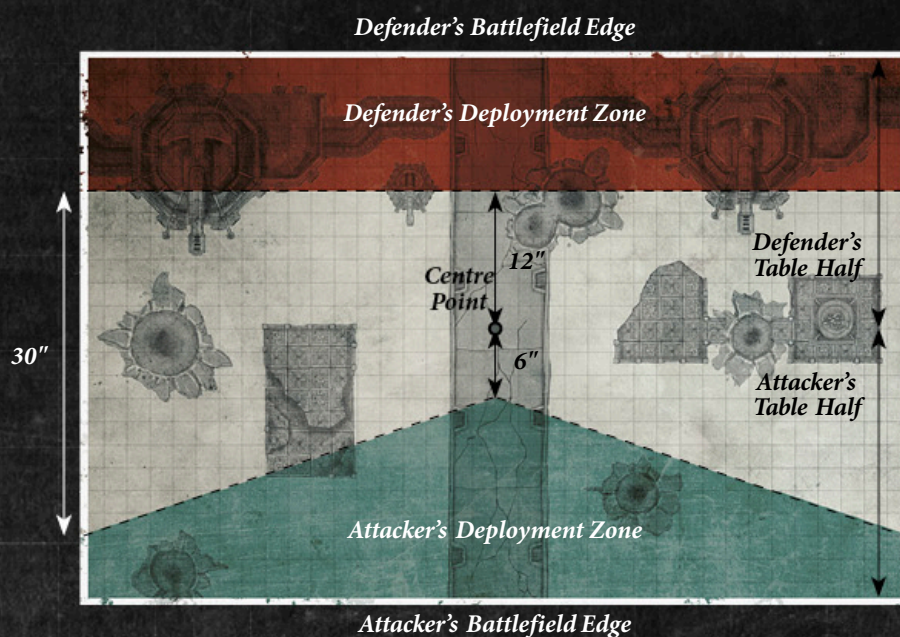 Defender’s Battlefield Edge
Defender’s Deployment Zone
Defender’s
Table Half
12"
Centre
Point
30"
6"
Attacker’s
Table Half
Attacker’s Deployment Zone
Attacker’s Battlefield Edge